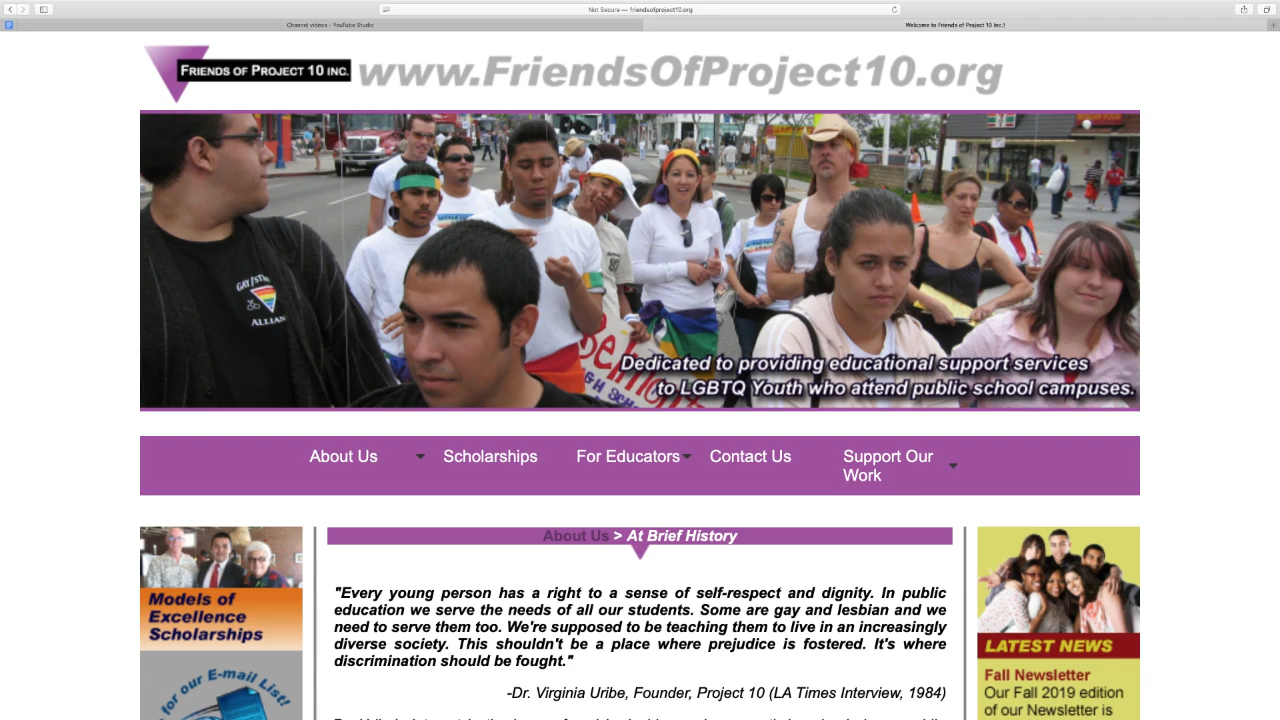 Not Secure — friendsofproject10.org
Channel videos - YouTube Studio
Welcome to Friends of Project 10 Inc.!
FRIENDS OF PROJECT 10 INC.
www.FriendsOfProject10.org
GAY/STR
ALLIAN
Belmont
GH SCHO
Dedicated to providing educational support services
to LGBTQ Youth who attend public school campuses.
About Us
Scholarships
For Educators
Contact Us
Support Our
Work
About Us > At Brief History
Models of
Excellence
Scholarships
for our E-mail List!
"Every young person has a right to a sense of self-respect and dignity. In public
education we serve the needs of all our students. Some are gay and lesbian and we
need to serve them too. We're supposed to be teaching them to live in an increasingly
diverse society. This shouldn't be a place where prejudice is fostered. It's where
discrimination should be fought."
-Dr. Virginia Uribe, Founder, Project 10 (LA Times Interview, 1984)
LATEST NEWS
Fall Newsletter
Our Fall 2019 edition
of our Newsletter is